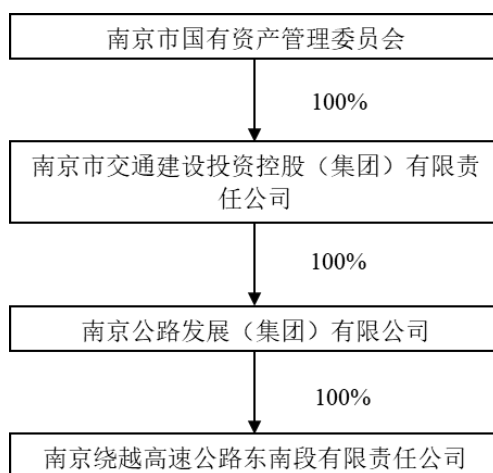 南京市国有资产管理委员会
100%
南京市交通建设投资控股（集团）有限责
任公司
100%
南京公路发展（集团）有限公司
100%
南京绕越高速公路东南段有限责任公司